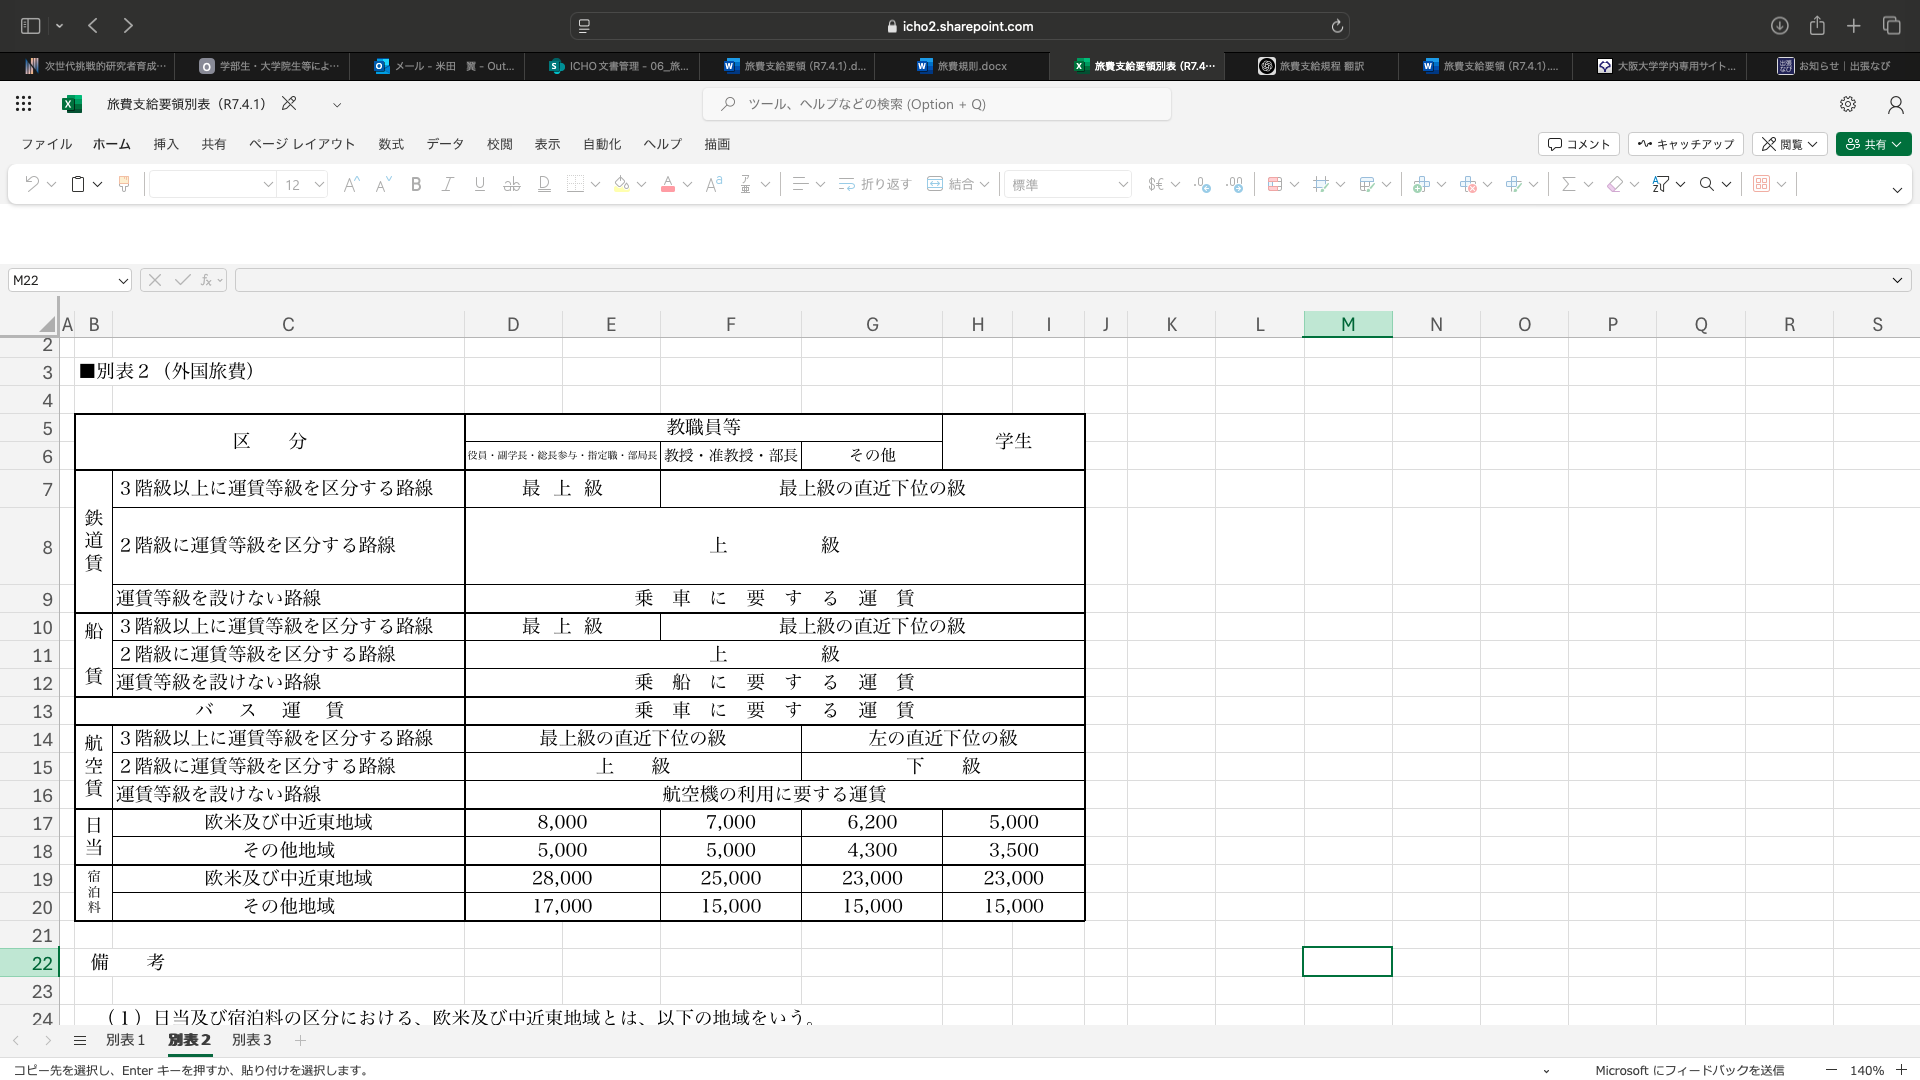 icho2.sharepoint.com
次世代挑戦的研究者育成…
学部生・大学院生等によ…
メール - 米田　翼 - Out...
ICHO文書管理 - 06_旅...
旅費支給要領 (R7.4.1).d...
旅費規則.docx
旅費支給要領別表 (R7.4…
旅費支給規程 翻訳
旅費支給要領 (R7.4.1)....
大阪大学学内専用サイト...
お知らせ｜出張なび
旅費支給要領別表（R7.4.1）
ツール、ヘルプなどの検索 (Option + Q)
ファイル ホーム 挿入 共有 ページ レイアウト 数式 データ 校閲 表示 自動化 ヘルプ 描画
コメント キャッチアップ 閲覧 共有
12 折り返す 結合 標準
M22
A B C D E F G H I J K L M N O P Q R S
2
3 ■別表２（外国旅費）
4
5 区　　分 教職員等 学生
6 役員・副学長・総長参与・指定職・部局長 教授・准教授・部長 その他
鉄道賃
7 ３階級以上に運賃等級を区分する路線 最 上 級 最上級の直近下位の級
8 ２階級に運賃等級を区分する路線 上　　　　　級
9 運賃等級を設けない路線 乗　車　に　要　す　る　運　賃
船賃
10 ３階級以上に運賃等級を区分する路線 最 上 級 最上級の直近下位の級
11 ２階級に運賃等級を区分する路線 上　　　　　級
12 運賃等級を設けない路線 乗　船　に　要　す　る　運　賃
13 バ　ス　運　賃 乗　車　に　要　す　る　運　賃
航空賃
14 ３階級以上に運賃等級を区分する路線 最上級の直近下位の級 左の直近下位の級
15 ２階級に運賃等級を区分する路線 上　　級 下　　級
16 運賃等級を設けない路線 航空機の利用に要する運賃
日当
17 欧米及び中近東地域 8,000 7,000 6,200 5,000
18 その他地域 5,000 5,000 4,300 3,500
宿泊料
19 欧米及び中近東地域 28,000 25,000 23,000 23,000
20 その他地域 17,000 15,000 15,000 15,000
21
22 備　　考
23
24 （１）日当及び宿泊料の区分における、欧米及び中近東地域とは、以下の地域をいう。
別表１ 別表２ 別表３
コピー先を選択し、Enter キーを押すか、貼り付けを選択します。
Microsoft にフィードバックを送信 140%